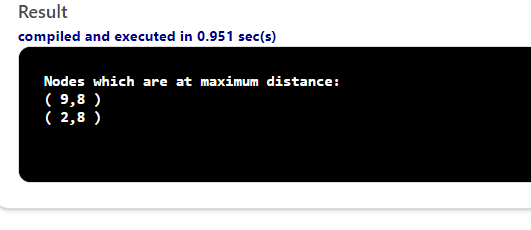 Result
compiled and executed in 0.951 sec(s)
Nodes which are at maximum distance:
( 9,8 )
( 2,8 )